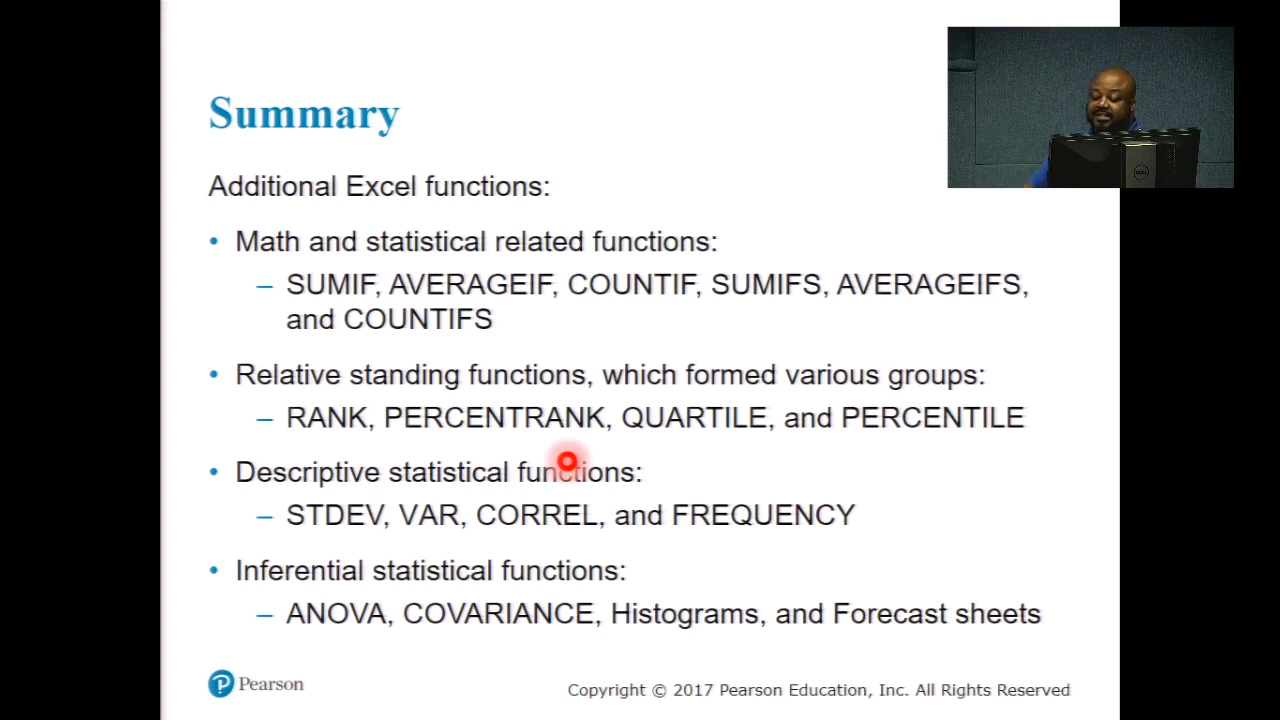 Summary
Additional Excel functions:
• Math and statistical related functions:
– SUMIF, AVERAGEIF, COUNTIF, SUMIFS, AVERAGEIFS,
and COUNTIFS
• Relative standing functions, which formed various groups:
– RANK, PERCENTRANK, QUARTILE, and PERCENTILE
• Descriptive statistical functions:
– STDEV, VAR, CORREL, and FREQUENCY
• Inferential statistical functions:
– ANOVA, COVARIANCE, Histograms, and Forecast sheets
P Pearson
Copyright © 2017 Pearson Education, Inc. All Rights Reserved
DELL